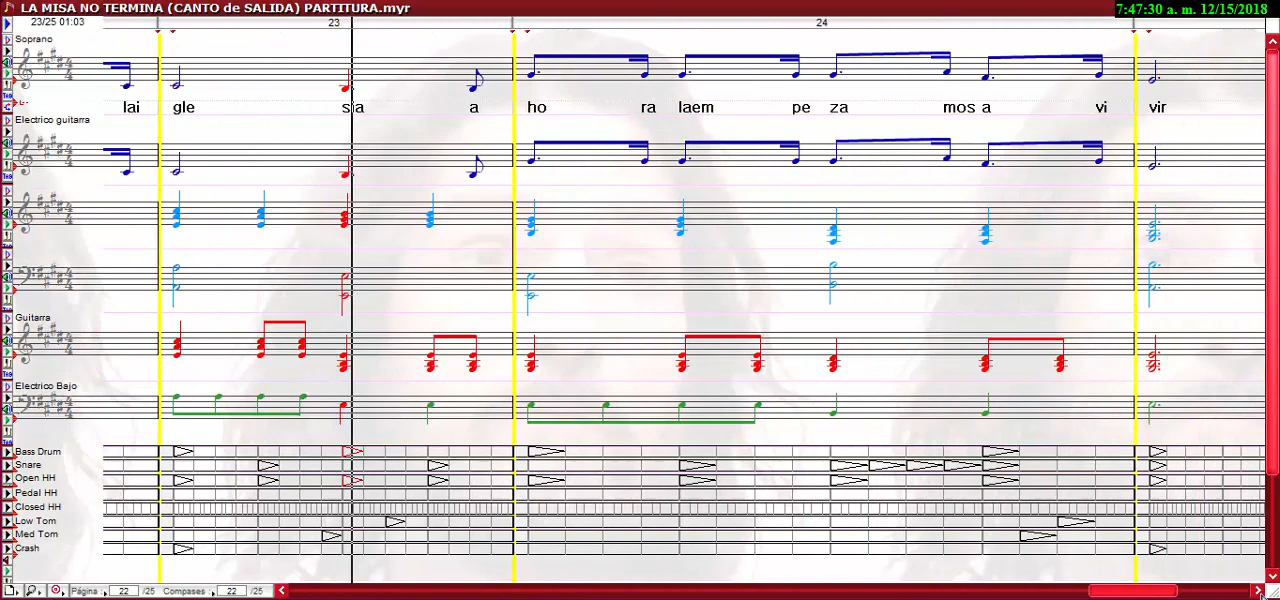 LA MISA NO TERMINA (CANTO de SALIDA) PARTITURA.myr
7:47:30 a. m. 12/15/2018
23/25 01:03
23
24
Soprano
lai gle sia a ho ra laem pe za mos a vi vir
Electrico guitarra
Guitarra
Electrico Bajo
Bass Drum
Snare
Open HH
Pedal HH
Closed HH
Low Tom
Med Tom
Crash
Página : 22 /25 Compases : 22 /25